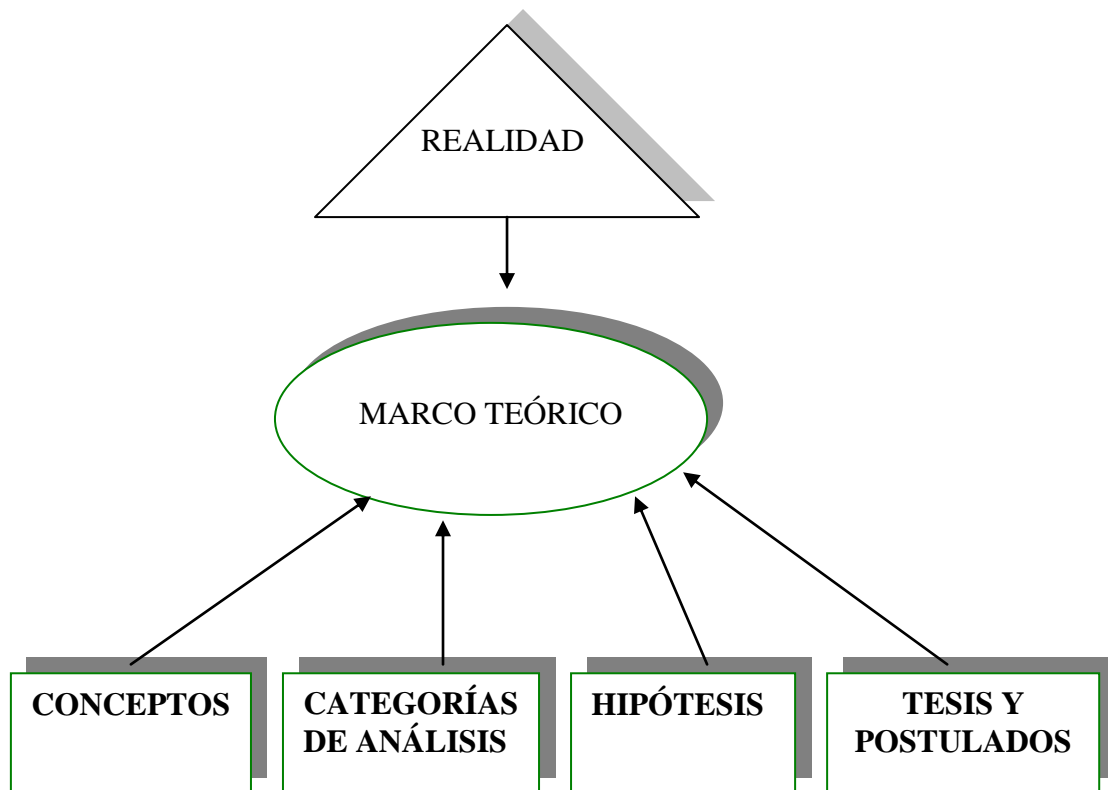 REALIDAD
MARCO TEÓRICO
CONCEPTOS
CATEGORÍAS
DE ANÁLISIS
HIPÓTESIS
TESIS Y
POSTULADOS